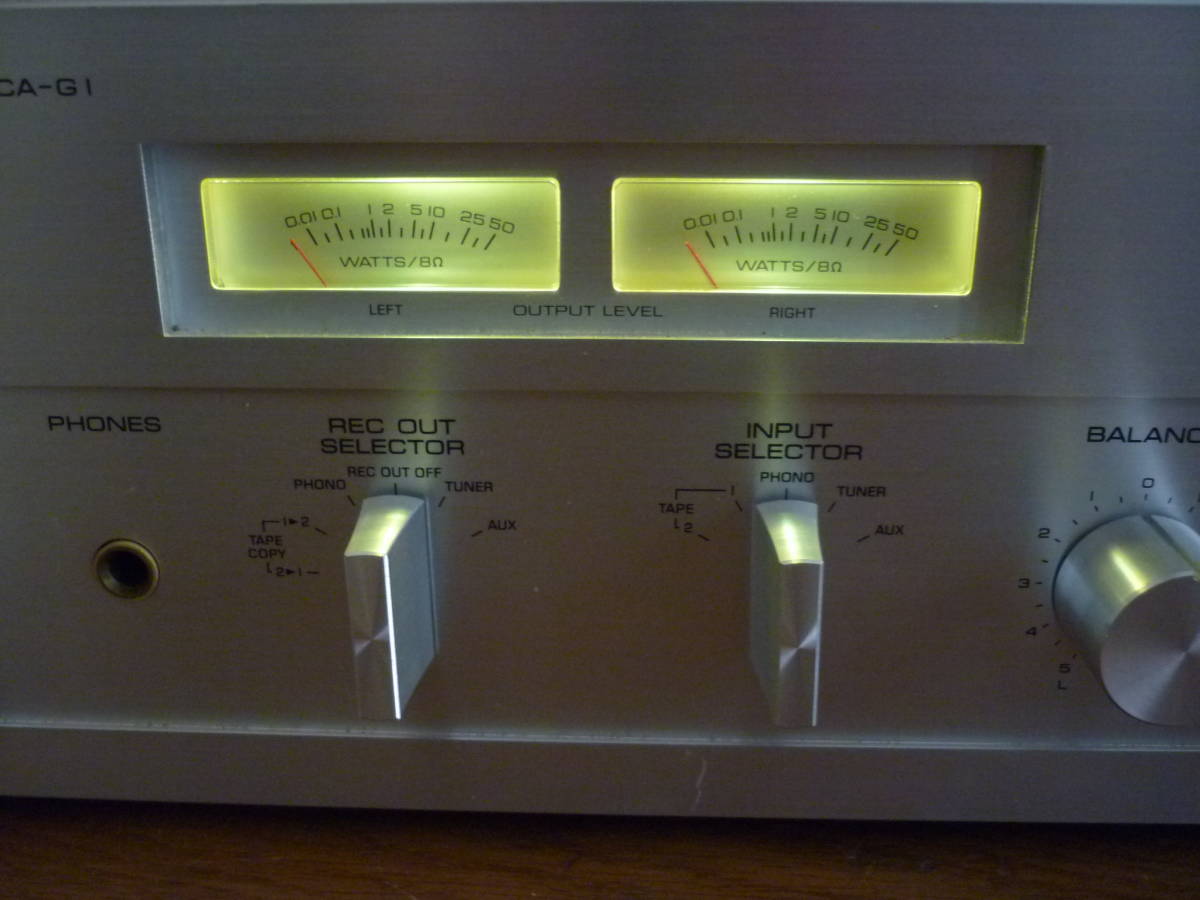 CA-G1
0.01 0.1 1 2 5 10 25 50
WATTS/8Ω
0.01 0.1 1 2 5 10 25 50
WATTS/8Ω
LEFT OUTPUT LEVEL RIGHT
PHONES
REC OUT
SELECTOR
REC OUT OFF
PHONO
TUNER
1▸2
TAPE
COPY
2▸1
AUX
INPUT
SELECTOR
PHONO
1
TUNER
TAPE
2
AUX
BALANC
0
1
2
3
4
5
L